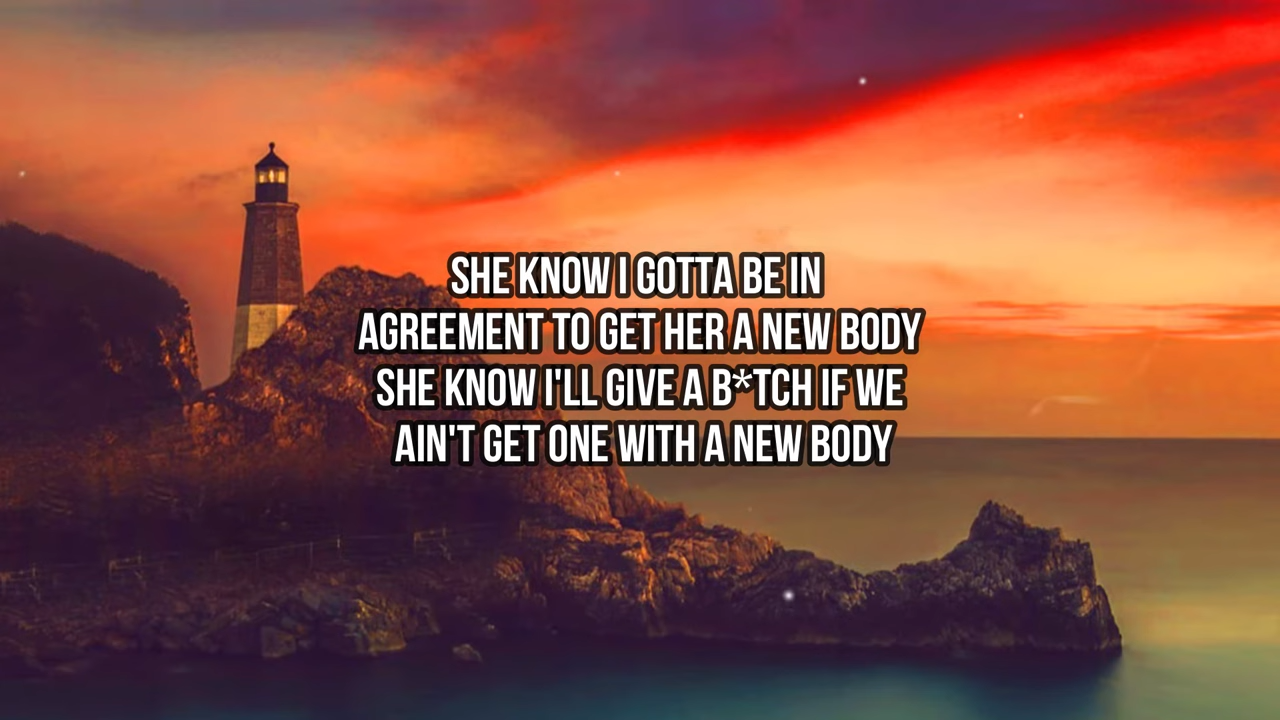 SHE KNOW I GOTTA BE IN
AGREEMENT TO GET HER A NEW BODY
SHE KNOW I'LL GIVE A B*TCH IF WE
AIN'T GET ONE WITH A NEW BODY